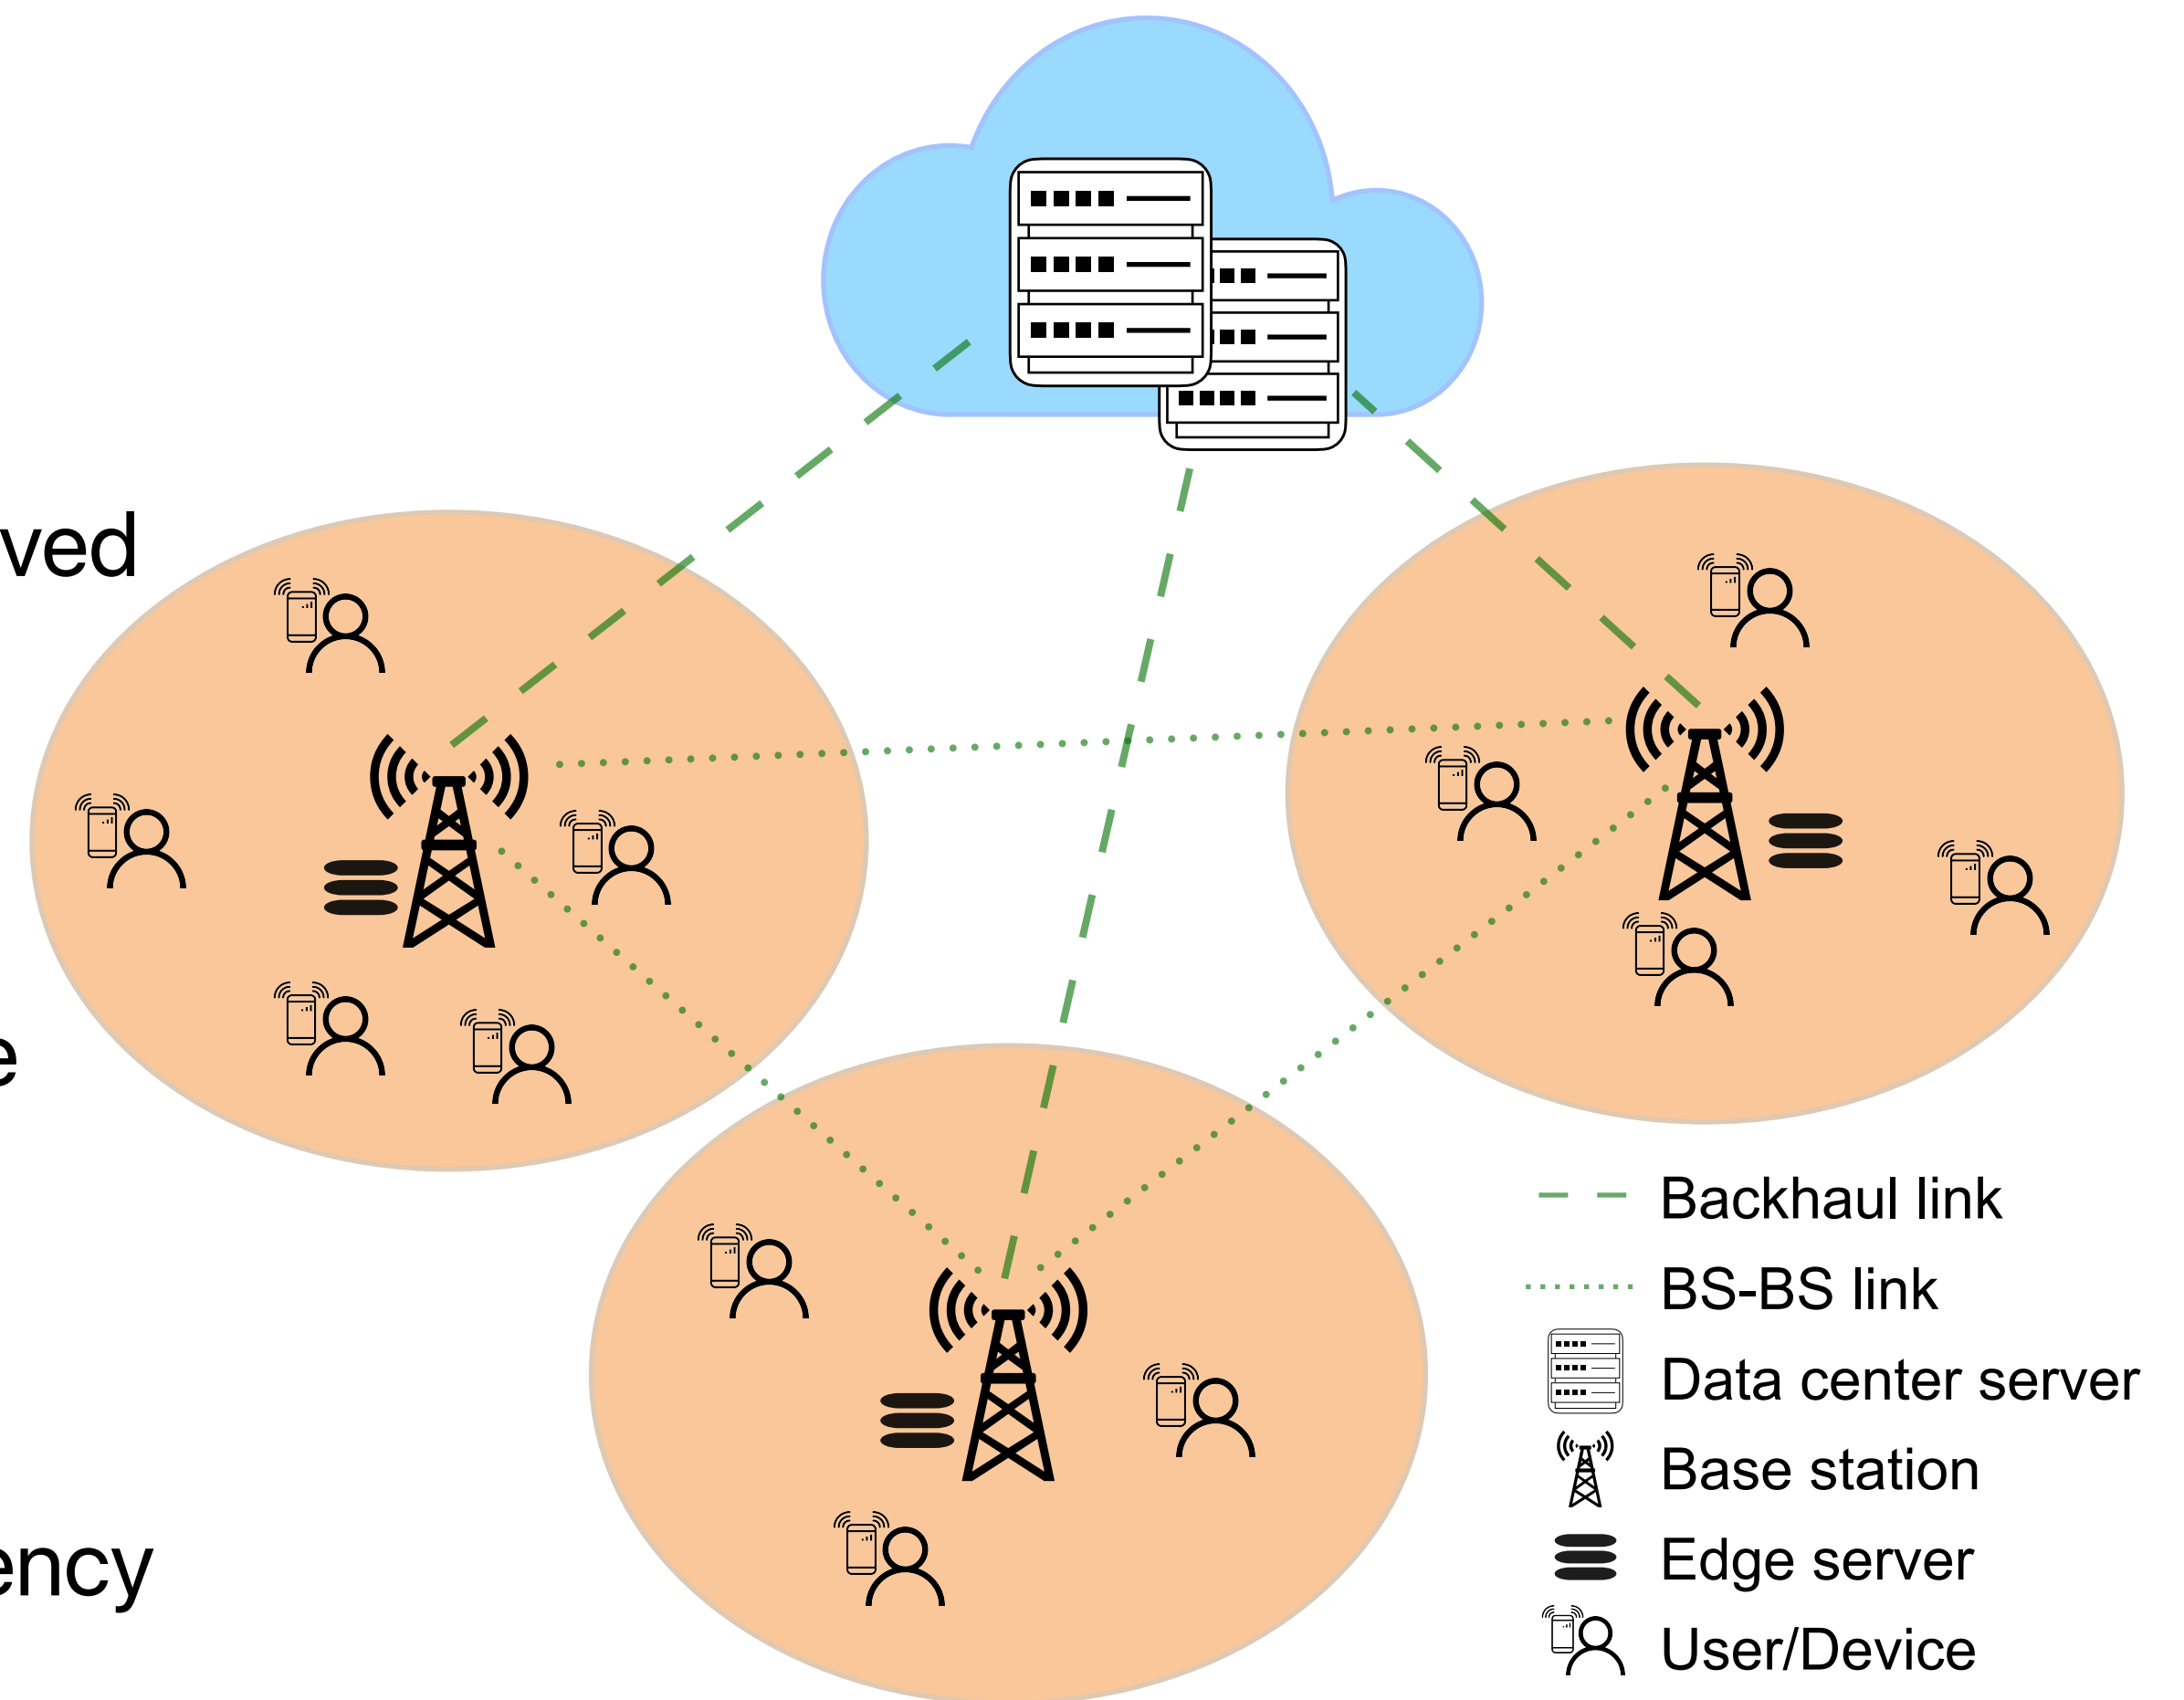 ved
e
ency
Backhaul link
BS-BS link
Data center server
Base station
Edge server
User/Device